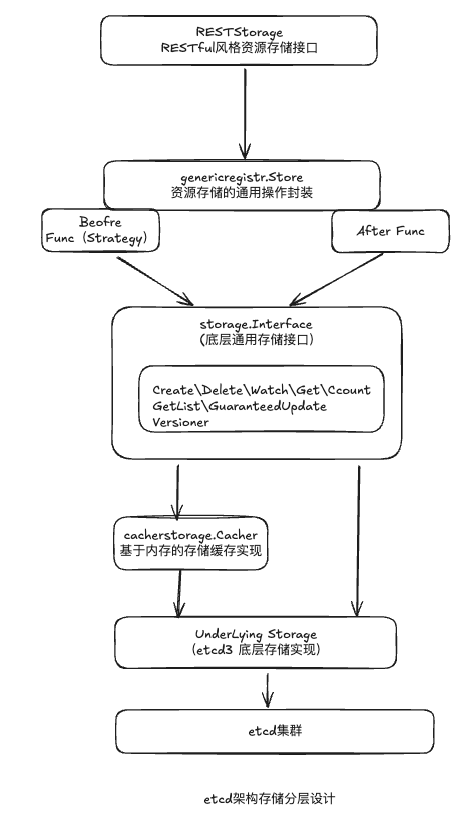 RESTStorage
RESTful风格资源存储接口
genericregistr.Store
资源存储的通用操作封装
Beofre
Func（Strategy）
After Func
storage.Interface
(底层通用存储接口)
Create\Delete\Watch\Get\Ccount
GetList\GuaranteedUpdate
Versioner
cacherstorage.Cacher
基于内存的存储缓存实现
UnderLying Storage
（etcd3 底层存储实现）
etcd集群
etcd架构存储分层设计